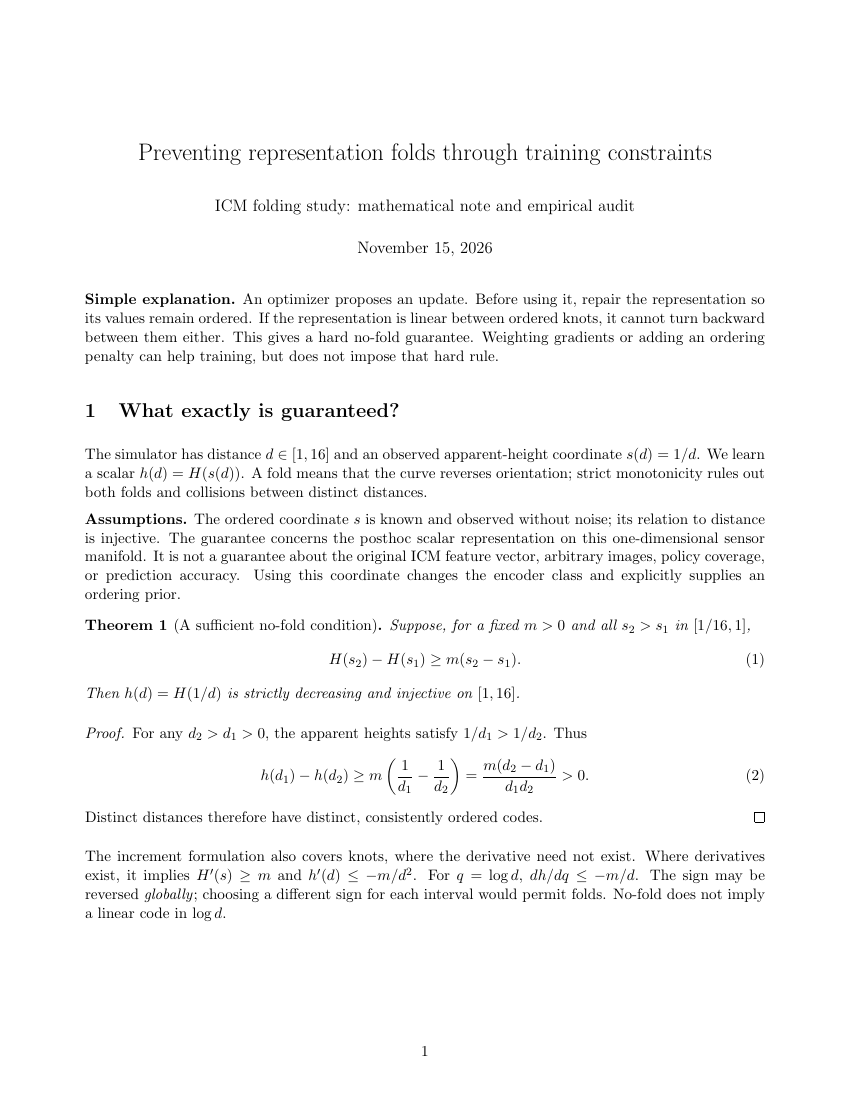 Preventing representation folds through training constraints
ICM folding study: mathematical note and empirical audit
November 15, 2026
Simple explanation. An optimizer proposes an update. Before using it, repair the representation so
its values remain ordered. If the representation is linear between ordered knots, it cannot turn backward
between them either. This gives a hard no-fold guarantee. Weighting gradients or adding an ordering
penalty can help training, but does not impose that hard rule.
1 What exactly is guaranteed?
The simulator has distance d ∈ [1, 16] and an observed apparent-height coordinate s(d) = 1/d. We learn
a scalar h(d) = H(s(d)). A fold means that the curve reverses orientation; strict monotonicity rules out
both folds and collisions between distinct distances.
Assumptions. The ordered coordinate s is known and observed without noise; its relation to distance
is injective. The guarantee concerns the posthoc scalar representation on this one-dimensional sensor
manifold. It is not a guarantee about the original ICM feature vector, arbitrary images, policy coverage,
or prediction accuracy. Using this coordinate changes the encoder class and explicitly supplies an
ordering prior.
Theorem 1 (A sufficient no-fold condition). Suppose, for a fixed m > 0 and all s₂ > s₁ in [1/16, 1],
H(s₂) − H(s₁) ≥ m(s₂ − s₁). (1)
Then h(d) = H(1/d) is strictly decreasing and injective on [1, 16].
Proof. For any d₂ > d₁ > 0, the apparent heights satisfy 1/d₁ > 1/d₂. Thus
h(d₁) − h(d₂) ≥ m (1/d₁ − 1/d₂) = m(d₂ − d₁)/d₁d₂ > 0. (2)
Distinct distances therefore have distinct, consistently ordered codes. □
The increment formulation also covers knots, where the derivative need not exist. Where derivatives
exist, it implies H′(s) ≥ m and h′(d) ≤ −m/d². For q = log d, dh/dq ≤ −m/d. The sign may be
reversed globally; choosing a different sign for each interval would permit folds. No-fold does not imply
a linear code in log d.
1